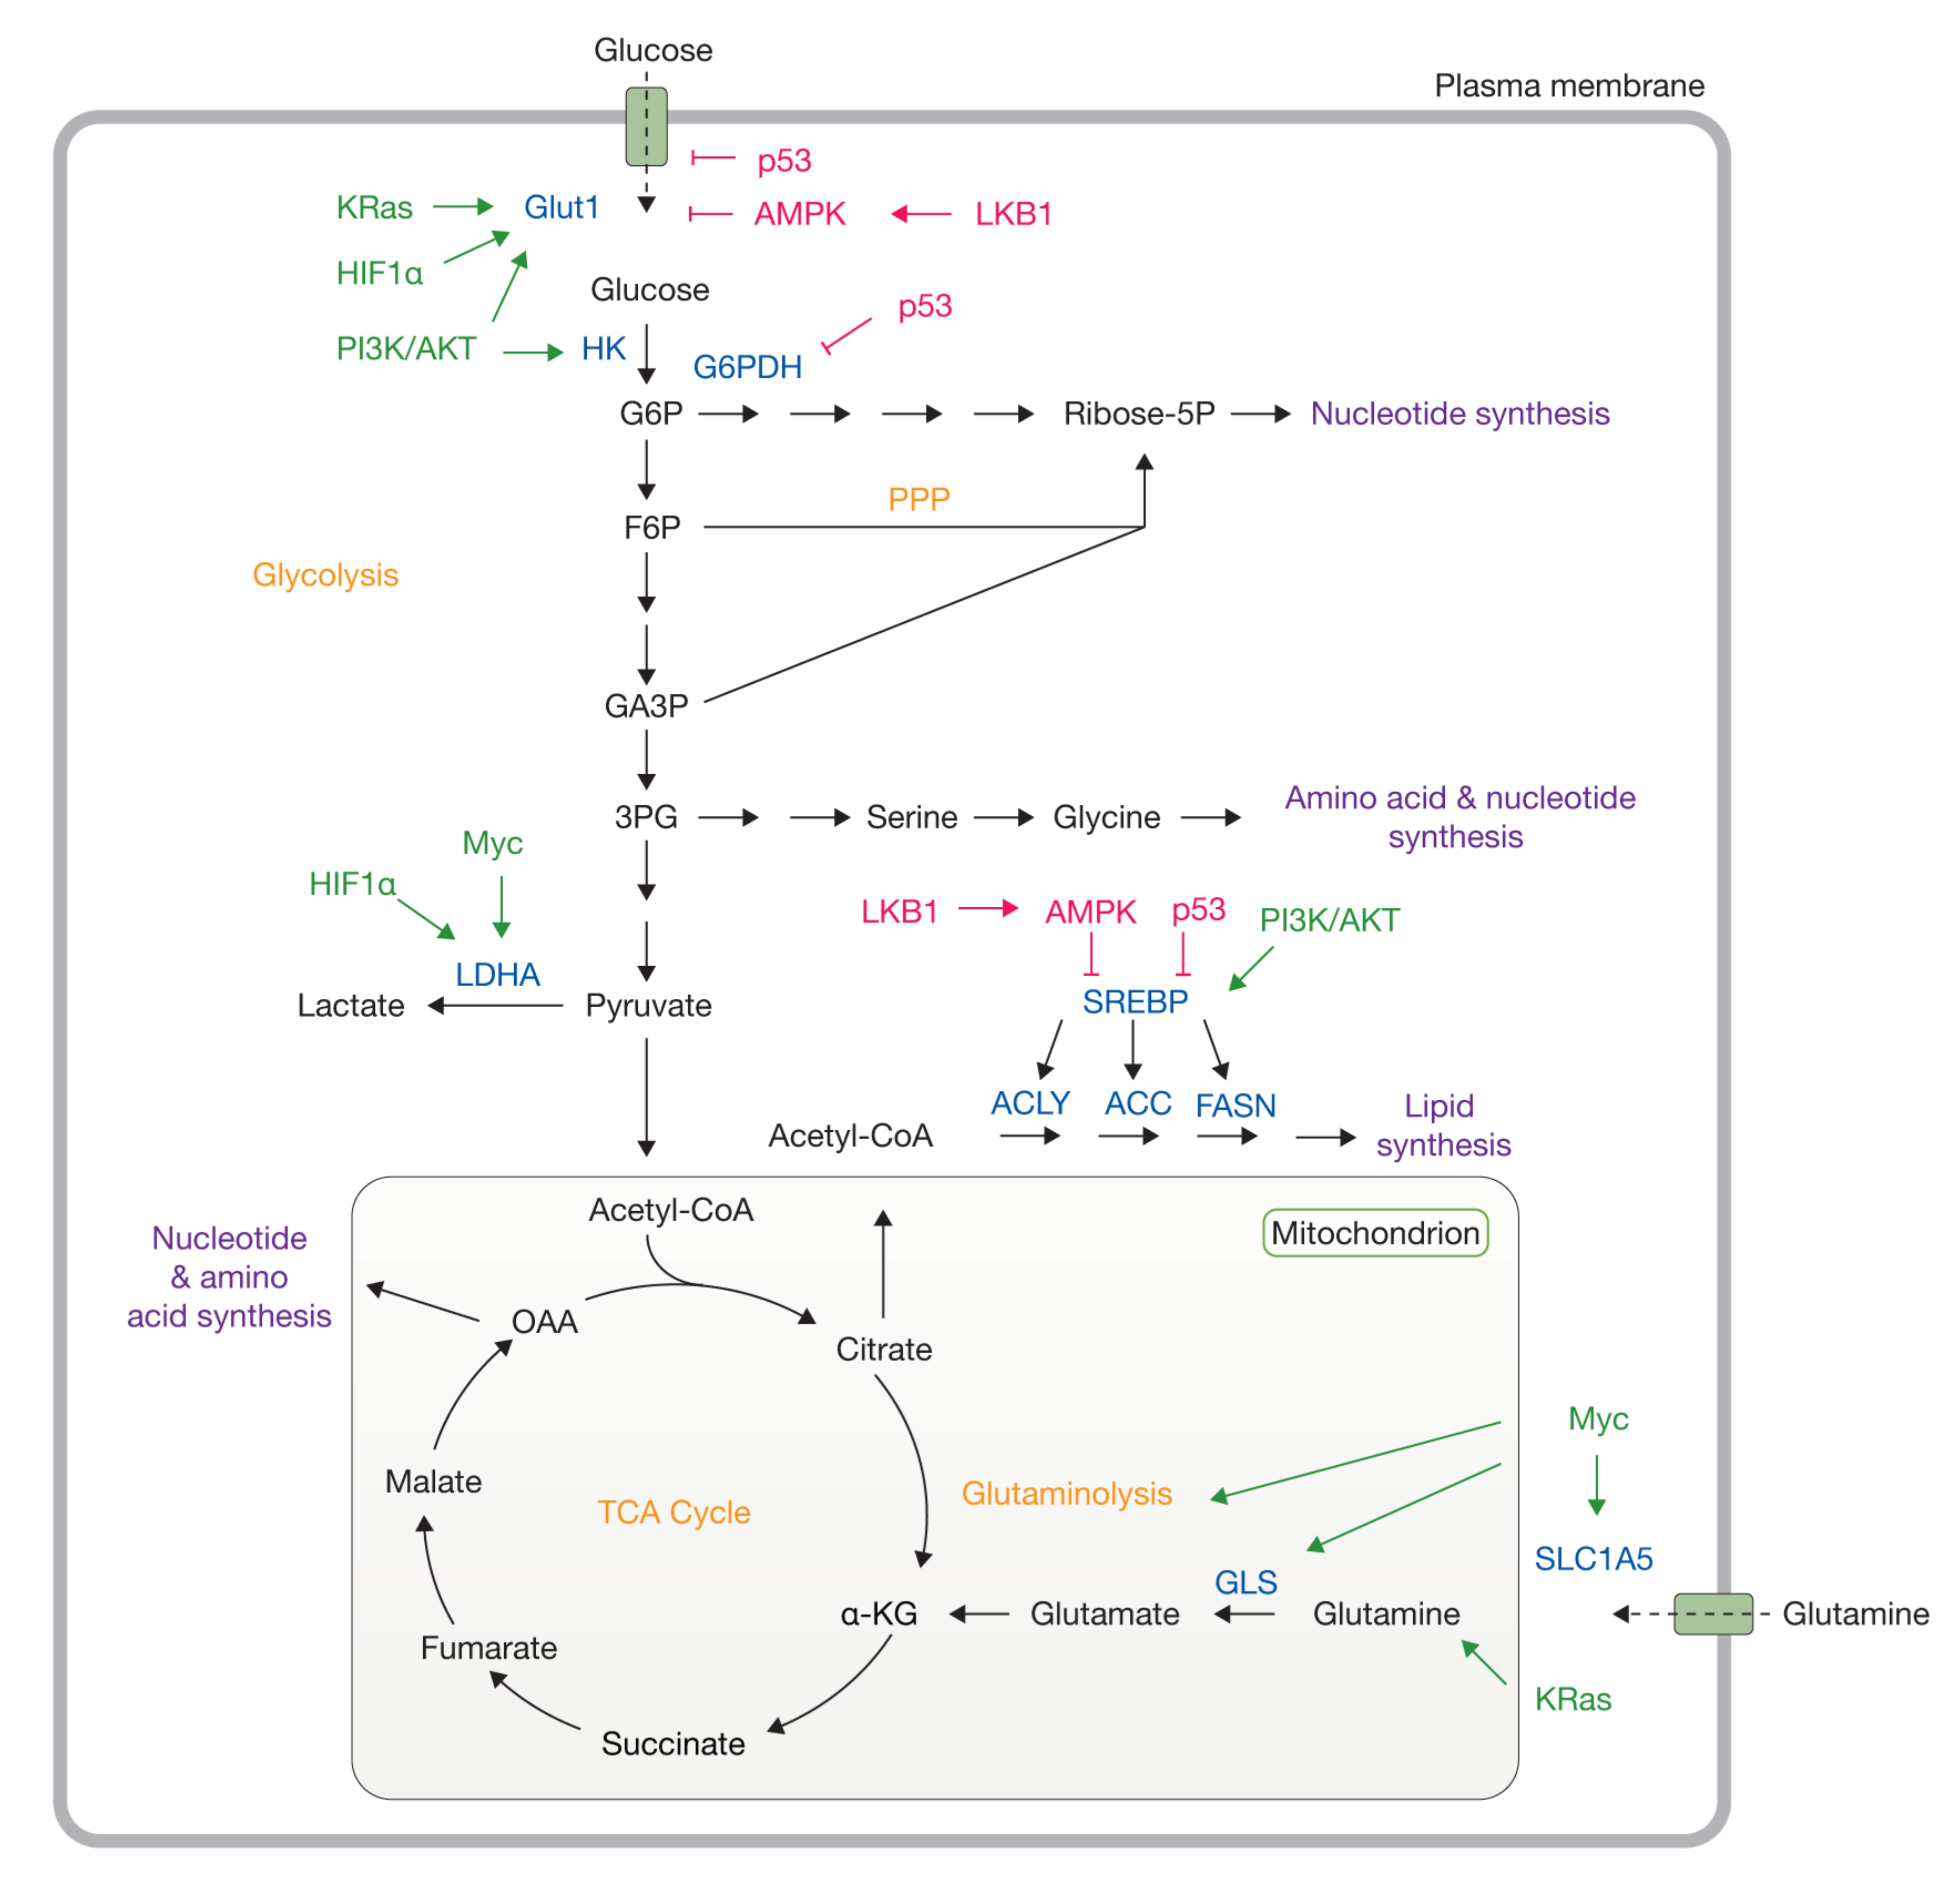 Glucose
Plasma membrane
p53
KRas
Glut1
AMPK
LKB1
HIF1α
Glucose
p53
PI3K/AKT
HK
G6PDH
G6P
Ribose-5P
Nucleotide synthesis
PPP
F6P
Glycolysis
GA3P
3PG
Serine
Glycine
Amino acid & nucleotide
synthesis
Myc
HIF1α
LKB1
AMPK
p53
PI3K/AKT
LDHA
Lactate
Pyruvate
SREBP
ACLY
ACC
FASN
Acetyl-CoA
Lipid
synthesis
Acetyl-CoA
Mitochondrion
Nucleotide
& amino
acid synthesis
OAA
Citrate
Myc
Malate
TCA Cycle
Glutaminolysis
SLC1A5
GLS
α-KG
Glutamate
Glutamine
Glutamine
Fumarate
KRas
Succinate